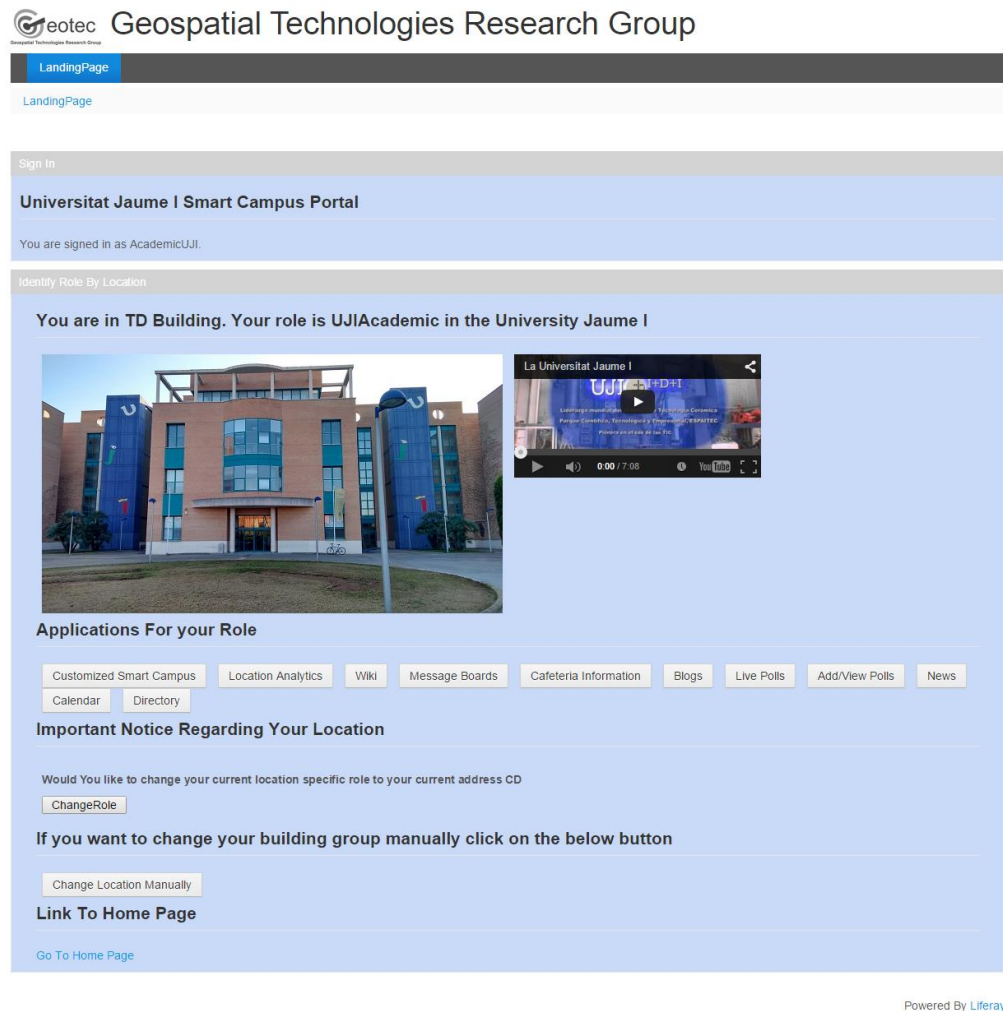 Geotec Geospatial Technologies Research Group
Geospatial Technologies Research Group
LandingPage
LandingPage
Sign In
Universitat Jaume I Smart Campus Portal
You are signed in as AcademicUJI.
Identify Role By Location
You are in TD Building. Your role is UJIAcademic in the University Jaume I
La Universitat Jaume I
UJI I+D+I
0:00 / 7:08 YouTube
Applications For your Role
Customized Smart Campus Location Analytics Wiki Message Boards Cafeteria Information Blogs Live Polls Add/View Polls News
Calendar Directory
Important Notice Regarding Your Location
Would You like to change your current location specific role to your current address CD
ChangeRole
If you want to change your building group manually click on the below button
Change Location Manually
Link To Home Page
Go To Home Page
Powered By Liferay